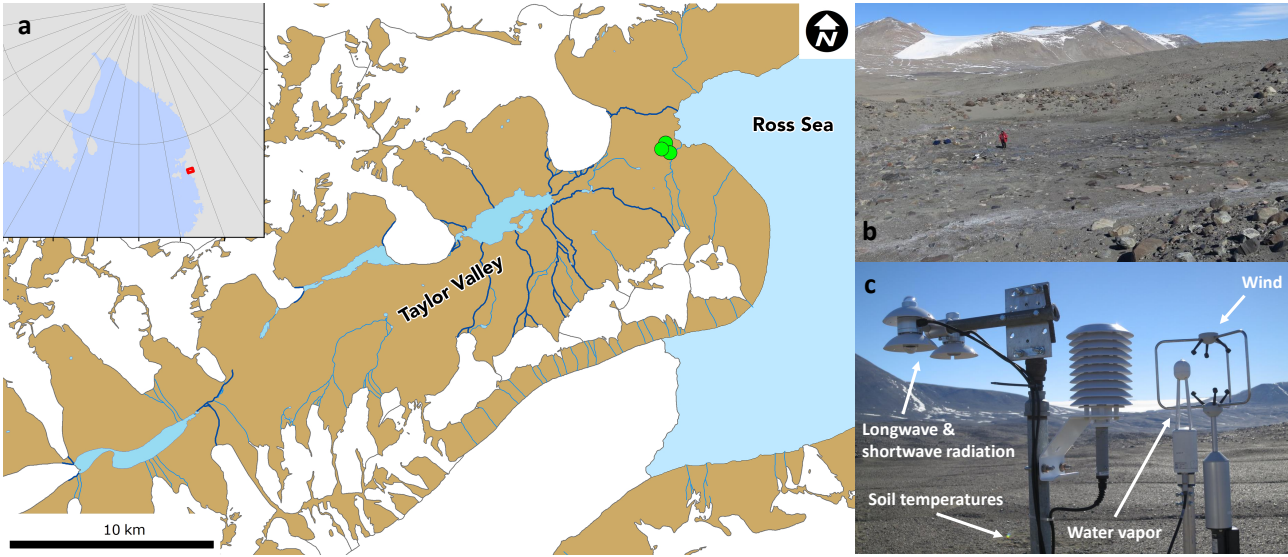 a
N
Ross Sea
Taylor Valley
10 km
b
c
Wind
Longwave &
shortwave radiation
Soil temperatures
Water vapor